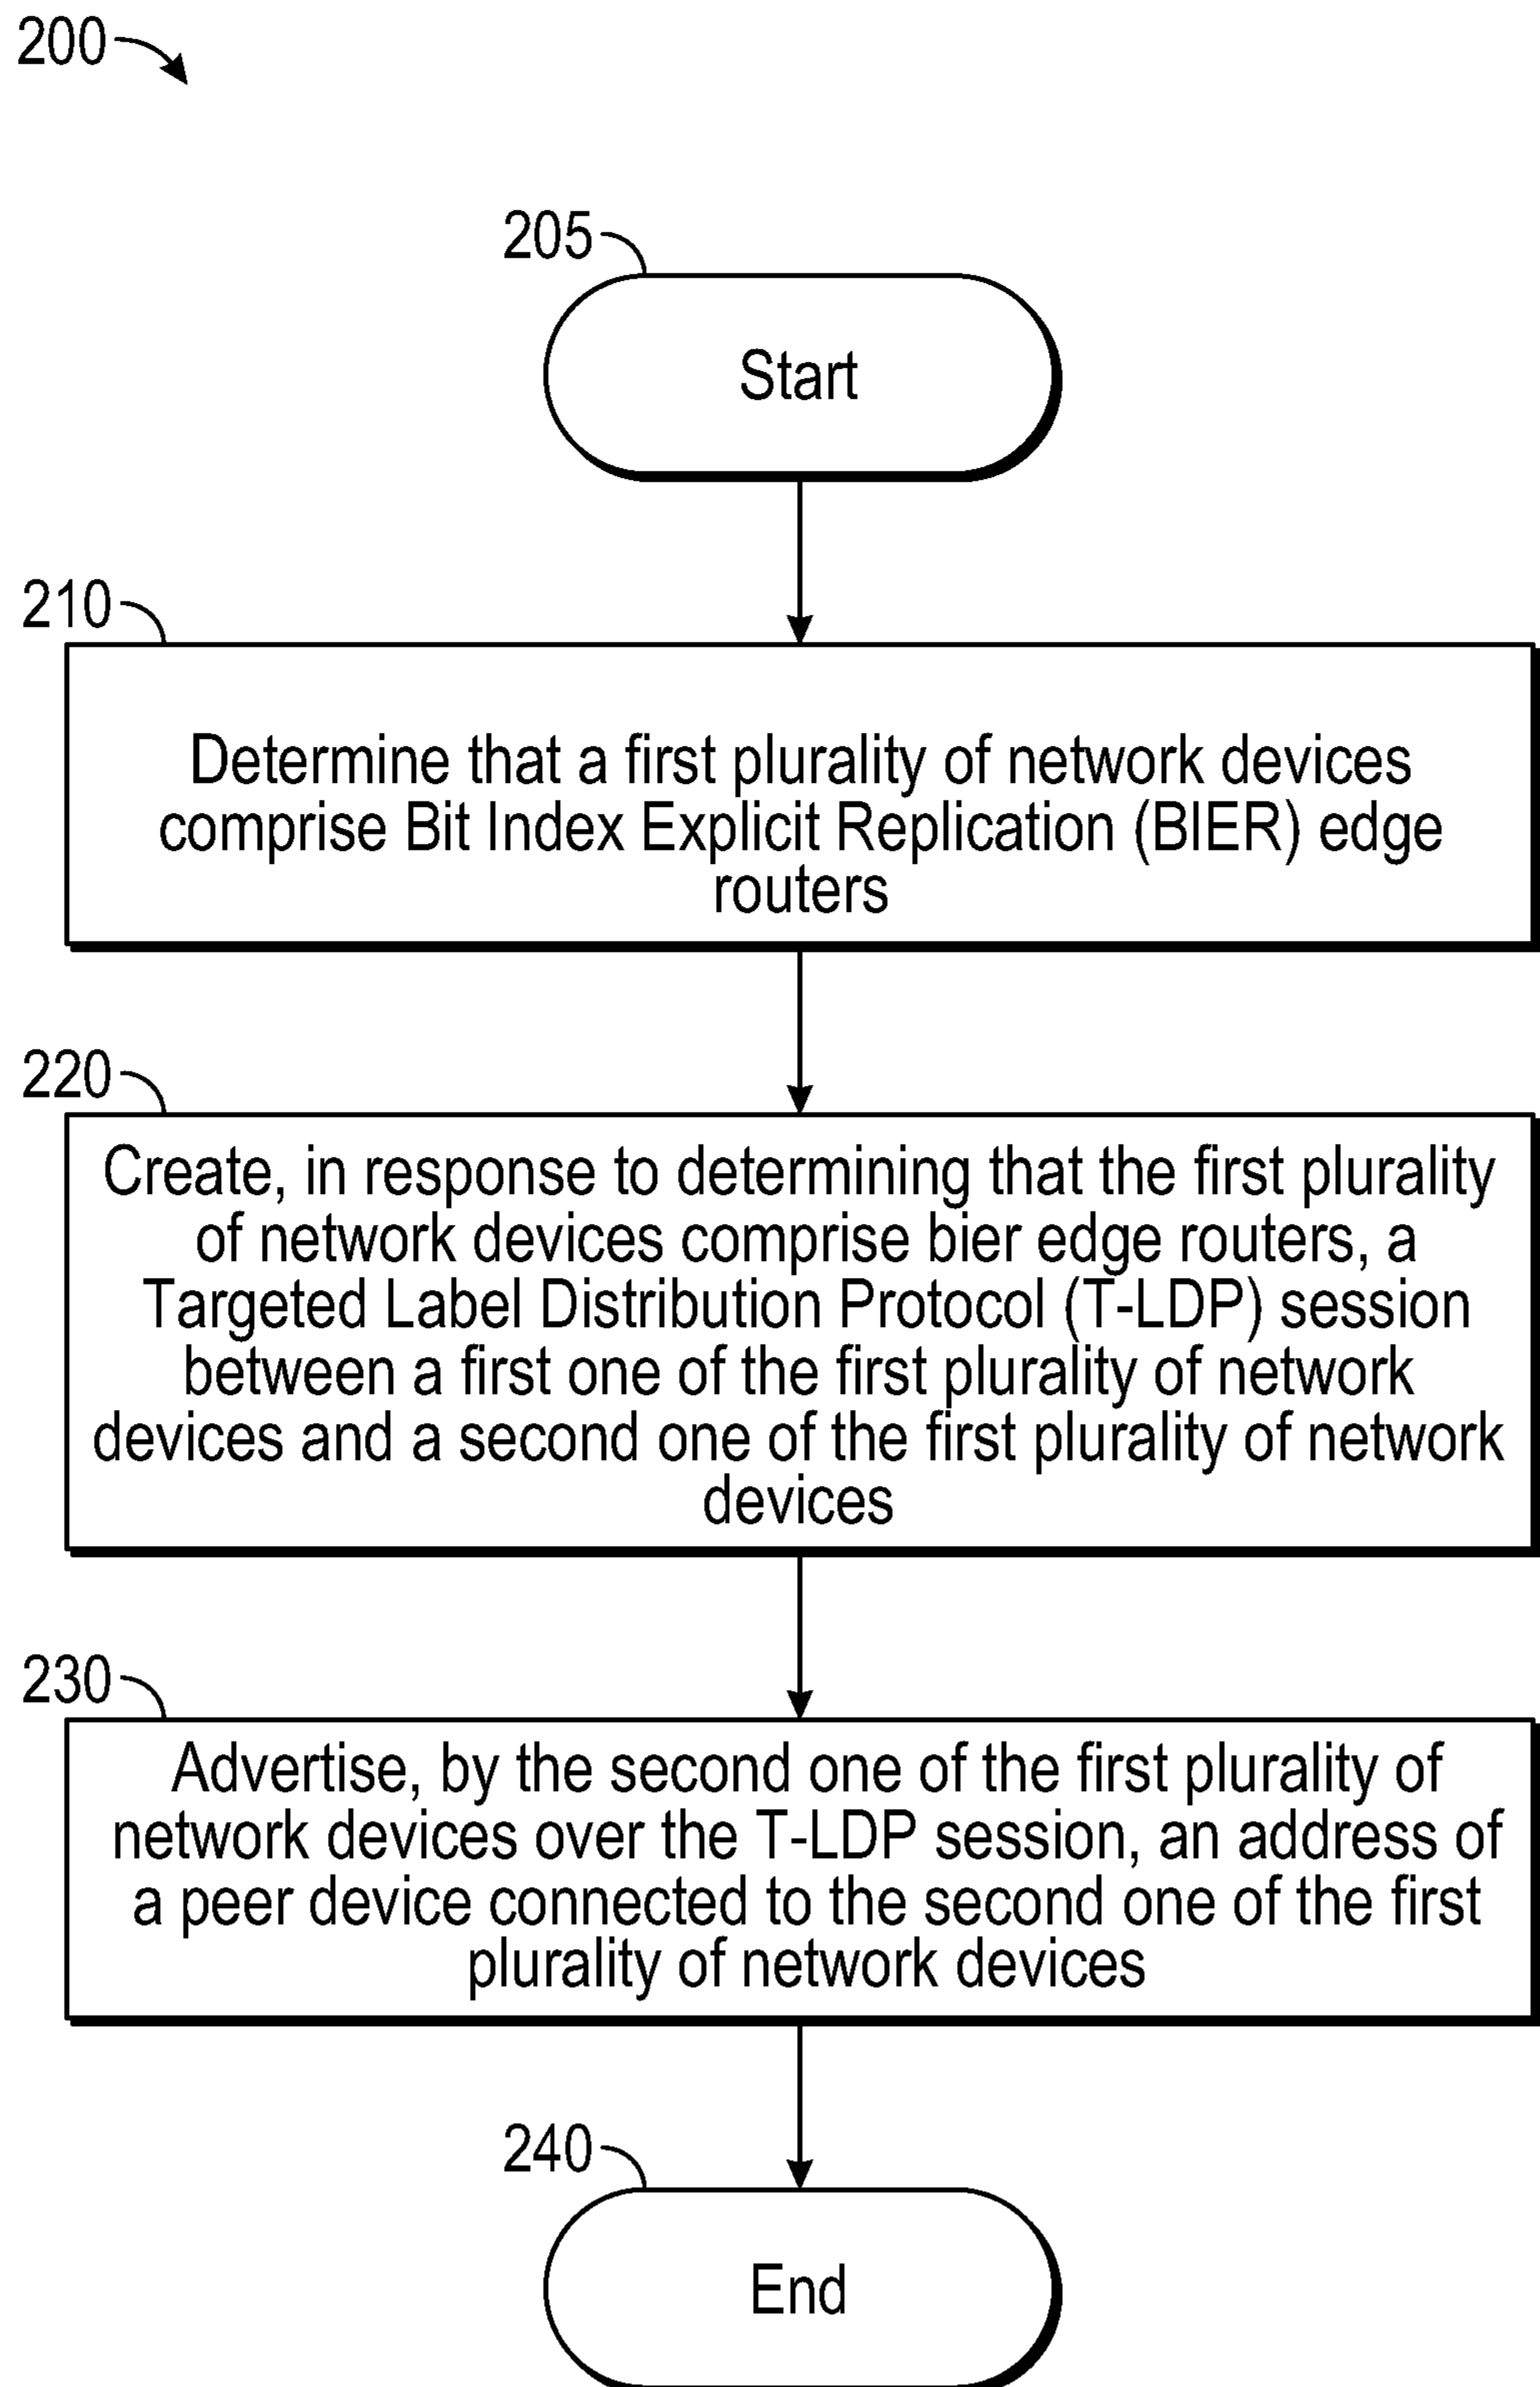 200
205
Start
210
Determine that a first plurality of network devices
comprise Bit Index Explicit Replication (BIER) edge
routers
220
Create, in response to determining that the first plurality
of network devices comprise bier edge routers, a
Targeted Label Distribution Protocol (T-LDP) session
between a first one of the first plurality of network
devices and a second one of the first plurality of network
devices
230
Advertise, by the second one of the first plurality of
network devices over the T-LDP session, an address of
a peer device connected to the second one of the first
plurality of network devices
240
End